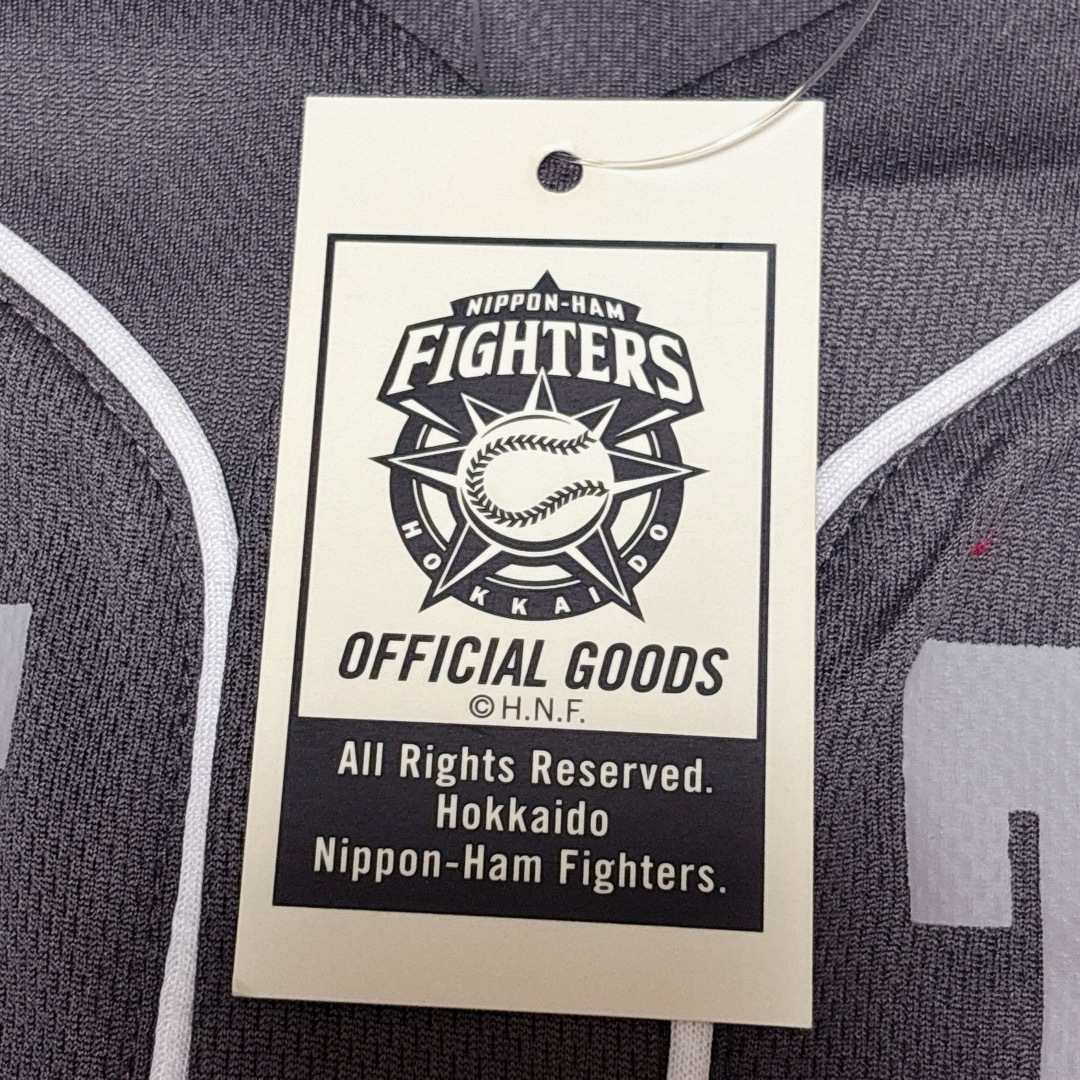 NIPPON-HAM
FIGHTERS
HOKKAIDO
OFFICIAL GOODS
© H.N.F.
All Rights Reserved.
Hokkaido
Nippon-Ham Fighters.